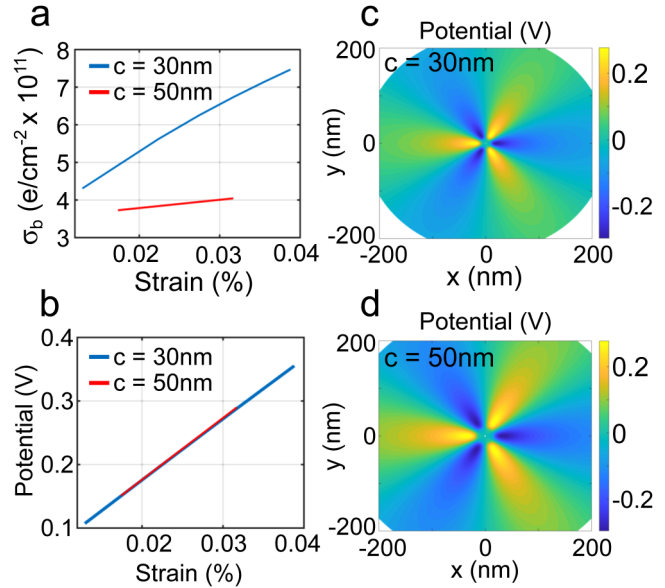 a
8
7
6
5
4
3
σb (e/cm⁻² x 10¹¹)
c = 30nm
c = 50nm
0.02
0.03
0.04
Strain (%)
b
0.4
0.3
0.2
0.1
Potential (V)
c = 30nm
c = 50nm
0.02
0.03
0.04
Strain (%)
c
Potential (V)
c = 30nm
200
0
-200
y (nm)
-200
0
200
x (nm)
0.2
0
-0.2
d
Potential (V)
c = 50nm
200
0
-200
y (nm)
-200
0
200
x (nm)
0.2
0
-0.2